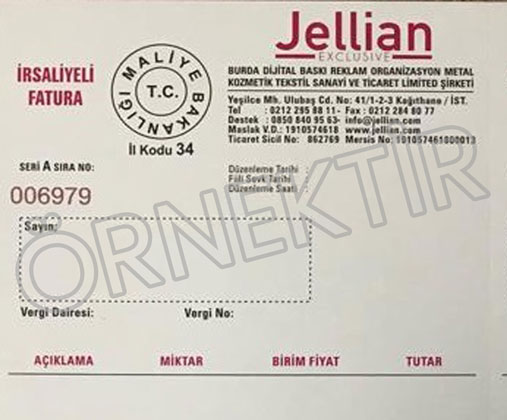 Jellian
EXCLUSIVE
İRSALİYELİ
FATURA
MALİYE BAKANLIĞI
T.C.
İl Kodu 34
BURDA DİJİTAL BASKI REKLAM ORGANİZASYON METAL
KOZMETİK TEKSTİL SANAYİ VE TİCARET LİMİTED ŞİRKETİ
Yeşilce Mh. Ulubaş Cd. No: 41/1-2-3 Kağıthane / İST.
Tel : 0212 295 88 11- Fax : 0212 284 80 77
Destek : 0850 840 95 63- info@jellian.com
Maslak V.D.: 1910574618 www.jellian.com
Ticaret Sicil No: 862769 Mersis No:
SERİ A SIRA NO:
006979
Düzenleme Tarihi :
Fiili Sevk Tarihi :
Düzenleme Saati :
ÖRNEKTİR
Sayın:
Vergi Dairesi: Vergi No:
AÇIKLAMA MİKTAR BİRİM FİYAT TUTAR